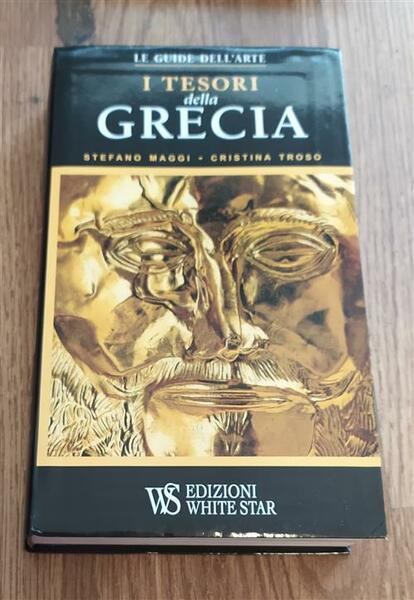 LE GUIDE DELL'ARTE
I TESORI
della
GRECIA
STEFANO MAGGI - CRISTINA TROSO
WS EDIZIONI
WHITE STAR